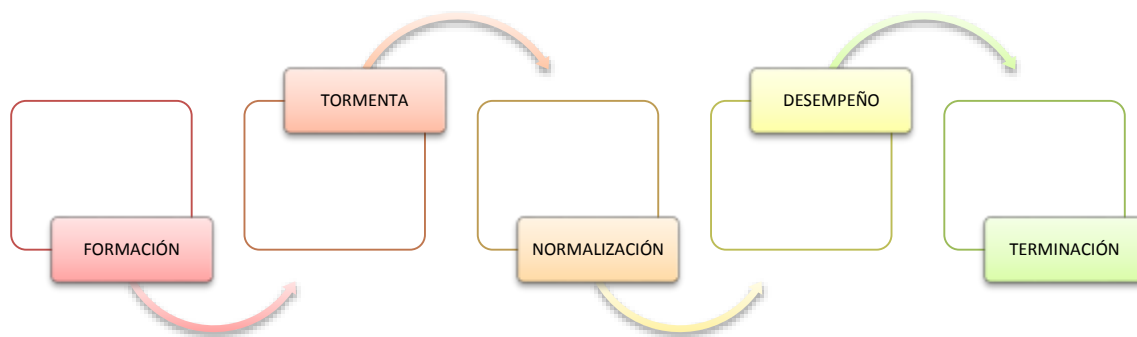 FORMACIÓN
TORMENTA
NORMALIZACIÓN
DESEMPEÑO
TERMINACIÓN